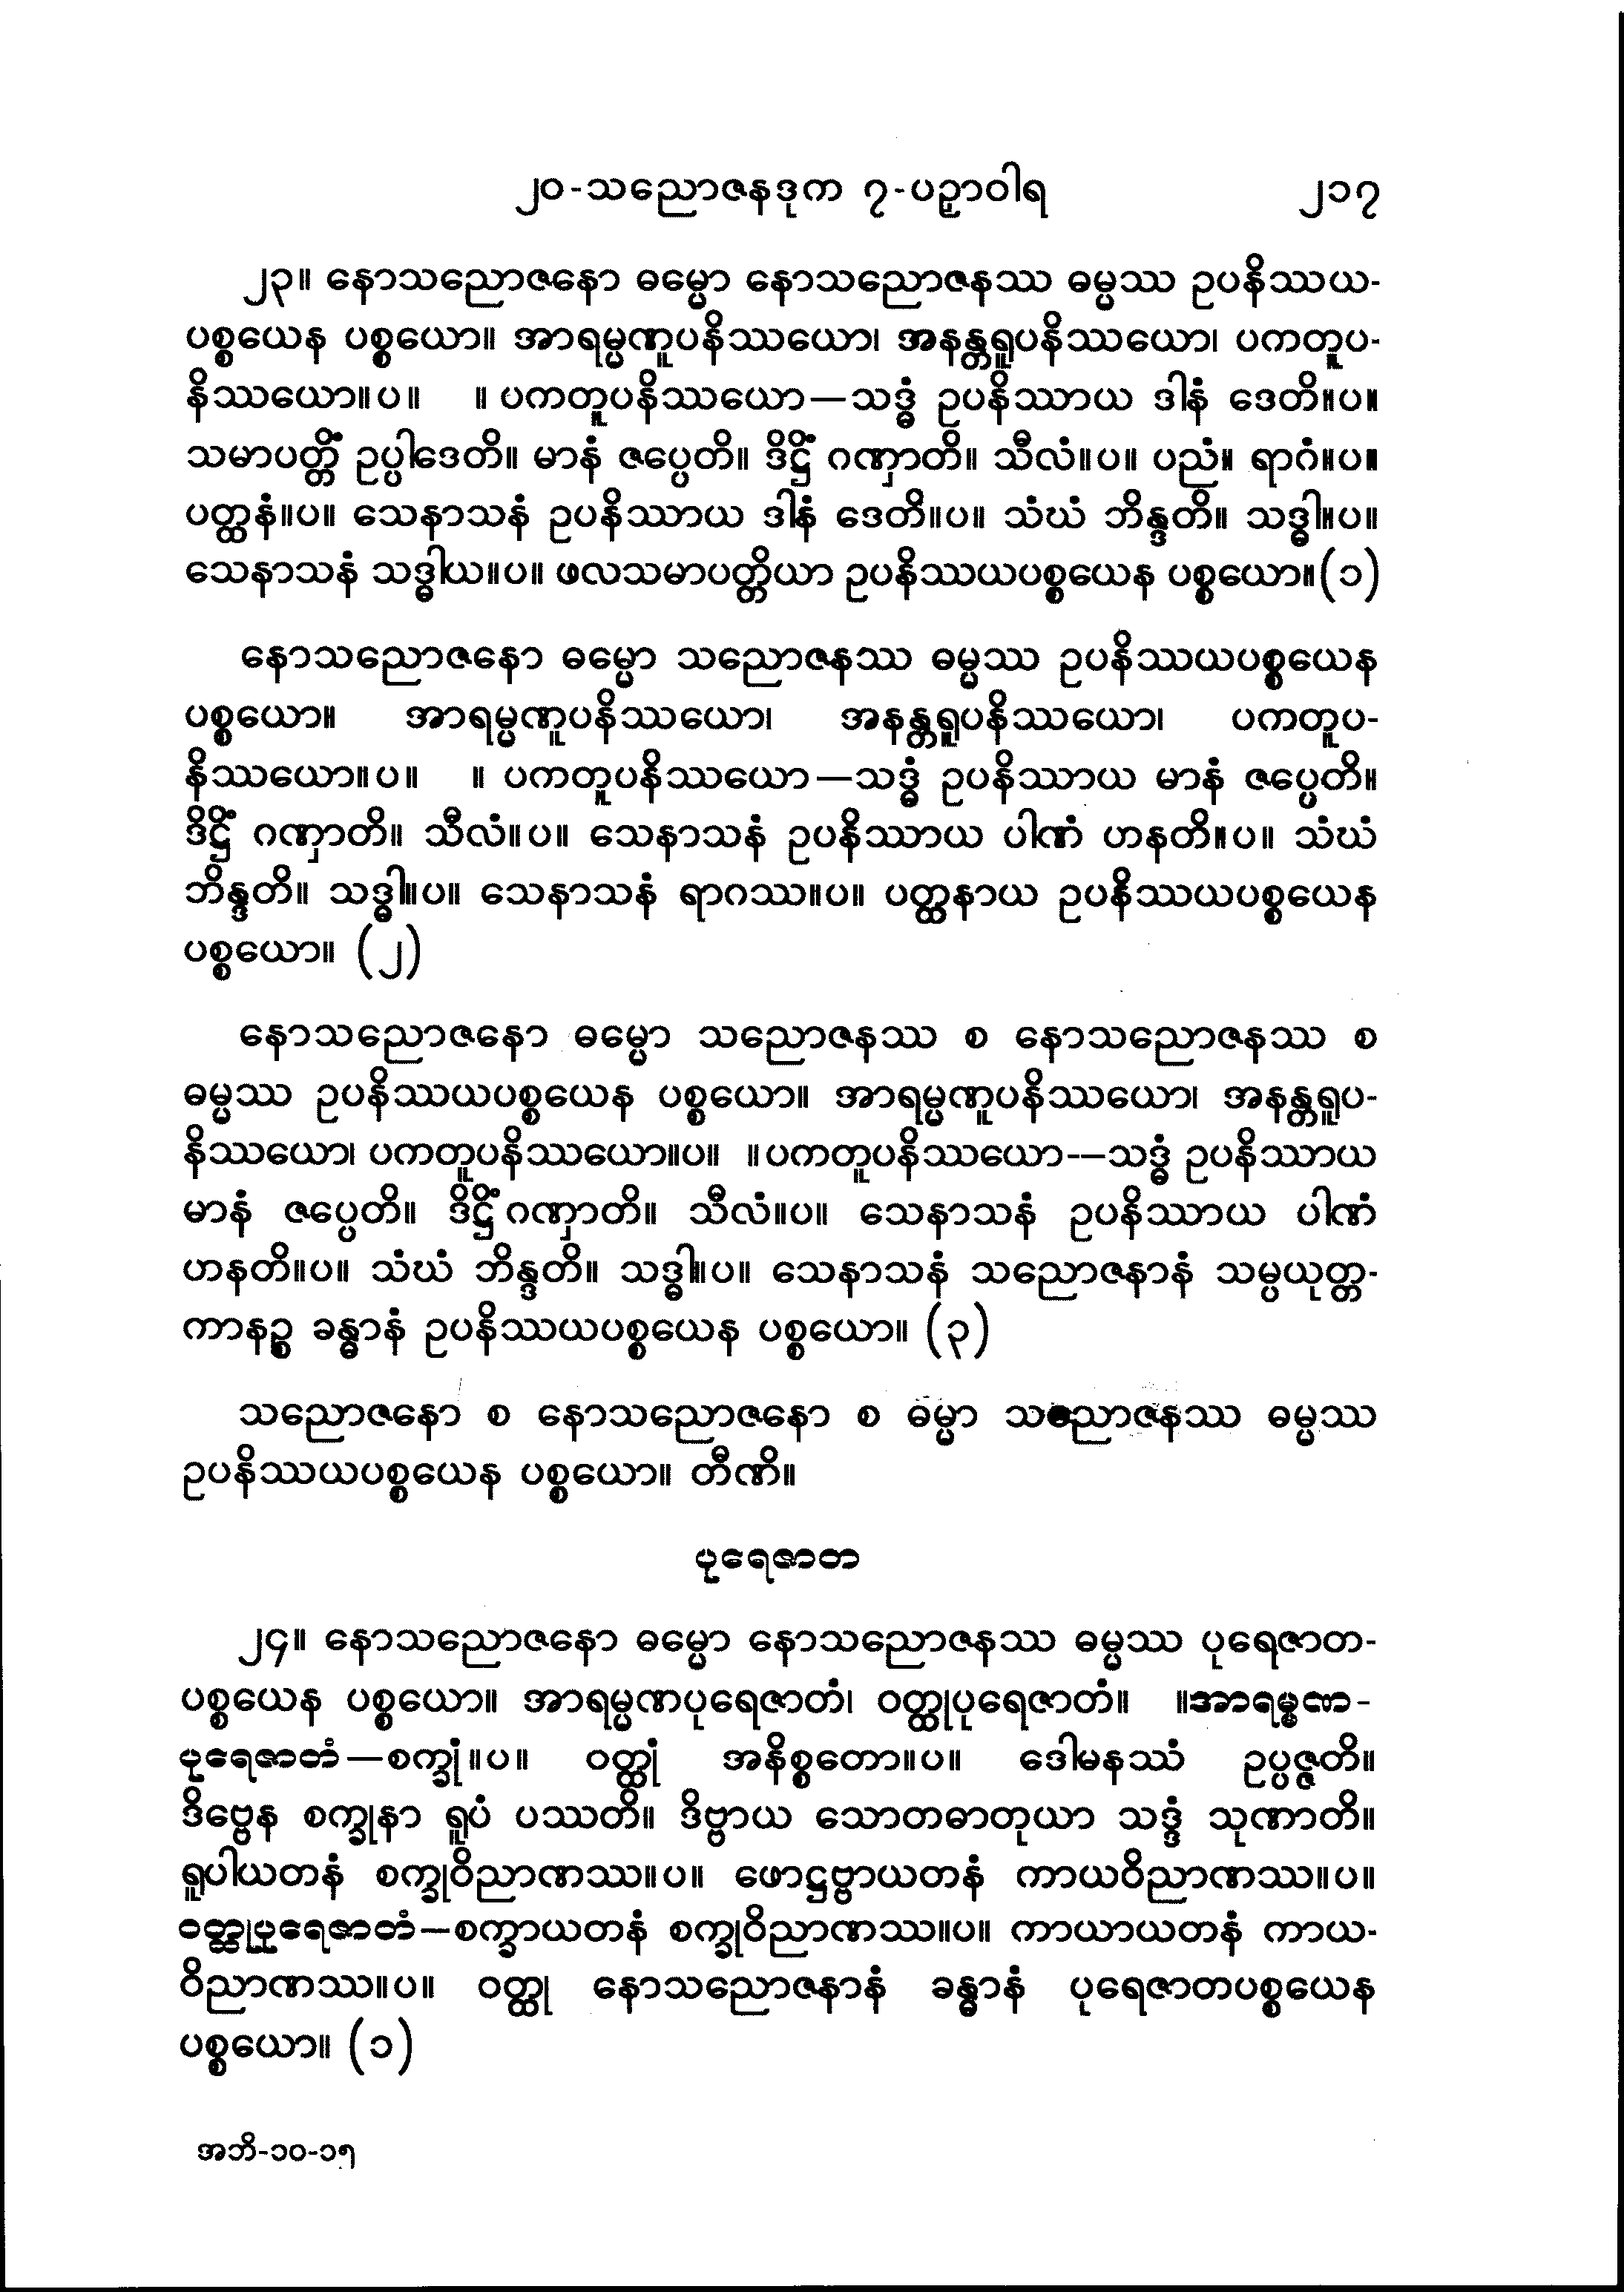 ၂၀-သညောဇနဒုက ၇-ပဉှာဝါရ ၂၁၇
၂၃။ နောသညောဇနော ဓမ္မော နောသညောဇနဿ ဓမ္မဿ ဥပနိဿယ-
ပစ္စယေန ပစ္စယော။ အာရမ္မဏူပနိဿယော၊ အနန္တရူပနိဿယော၊ ပကတူပ-
နိဿယော။ပ။ ။ ပကတူပနိဿယော—သဒ္ဓံ ဥပနိဿာယ ဒါနံ ဒေတိ။ပ။
သမာပတ္တိံ ဥပ္ပါဒေတိ။ မာနံ ဇပ္ပေတိ။ ဒိဋ္ဌိံ ဂဏှာတိ။ သီလံ။ပ။ ပညံ။ ရာဂံ။ပ။
ပတ္ထနံ။ပ။ သေနာသနံ ဥပနိဿာယ ဒါနံ ဒေတိ။ပ။ သံဃံ ဘိန္ဒတိ။ သဒ္ဓါ။ပ။
သေနာသနံ သဒ္ဓါယ။ပ။ ဖလသမာပတ္တိယာ ဥပနိဿယပစ္စယေန ပစ္စယော။(၁)
နောသညောဇနော ဓမ္မော သညောဇနဿ ဓမ္မဿ ဥပနိဿယပစ္စယေန
ပစ္စယော။ အာရမ္မဏူပနိဿယော၊ အနန္တရူပနိဿယော၊ ပကတူပ-
နိဿယော။ပ။ ။ ပကတူပနိဿယော—သဒ္ဓံ ဥပနိဿာယ မာနံ ဇပ္ပေတိ။
ဒိဋ္ဌိံ ဂဏှာတိ။ သီလံ။ပ။ သေနာသနံ ဥပနိဿာယ ပါဏံ ဟနတိ။ပ။ သံဃံ
ဘိန္ဒတိ။ သဒ္ဓါ။ပ။ သေနာသနံ ရာဂဿ။ပ။ ပတ္ထနာယ ဥပနိဿယပစ္စယေန
ပစ္စယော။ (၂)
နောသညောဇနော ဓမ္မော သညောဇနဿ စ နောသညောဇနဿ စ
ဓမ္မဿ ဥပနိဿယပစ္စယေန ပစ္စယော။ အာရမ္မဏူပနိဿယော၊ အနန္တရူပ-
နိဿယော၊ ပကတူပနိဿယော။ပ။ ။ပကတူပနိဿယော—သဒ္ဓံ ဥပနိဿာယ
မာနံ ဇပ္ပေတိ။ ဒိဋ္ဌိံ ဂဏှာတိ။ သီလံ။ပ။ သေနာသနံ ဥပနိဿာယ ပါဏံ
ဟနတိ။ပ။ သံဃံ ဘိန္ဒတိ။ သဒ္ဓါ။ပ။ သေနာသနံ သညောဇနာနံ သမ္ပယုတ္တ-
ကာနဉ္စ ခန္ဓာနံ ဥပနိဿယပစ္စယေန ပစ္စယော။ (၃)
သညောဇနော စ နောသညောဇနော စ ဓမ္မာ သညောဇနဿ ဓမ္မဿ
ဥပနိဿယပစ္စယေန ပစ္စယော။ တီဏိ။
ပုရေဇာတ
၂၄။ နောသညောဇနော ဓမ္မော နောသညောဇနဿ ဓမ္မဿ ပုရေဇာတ-
ပစ္စယေန ပစ္စယော။ အာရမ္မဏပုရေဇာတံ၊ ဝတ္ထုပုရေဇာတံ။ ။အာရမ္မဏ-
ပုရေဇာတံ—စက္ခုံ။ပ။ ဝတ္ထုံ အနိစ္စတော။ပ။ ဒေါမနဿံ ဥပ္ပဇ္ဇတိ။
ဒိဗ္ဗေန စက္ခုနာ ရူပံ ပဿတိ။ ဒိဗ္ဗာယ သောတဓာတုယာ သဒ္ဒံ သုဏာတိ။
ရူပါယတနံ စက္ခုဝိညာဏဿ။ပ။ ဖောဋ္ဌဗ္ဗာယတနံ ကာယဝိညာဏဿ။ပ။
ဝတ္ထုပုရေဇာတံ—စက္ခာယတနံ စက္ခုဝိညာဏဿ။ပ။ ကာယာယတနံ ကာယ-
ဝိညာဏဿ။ပ။ ဝတ္ထု နောသညောဇနာနံ ခန္ဓာနံ ပုရေဇာတပစ္စယေန
ပစ္စယော။ (၁)
အဘိ-၁၀-၁၅